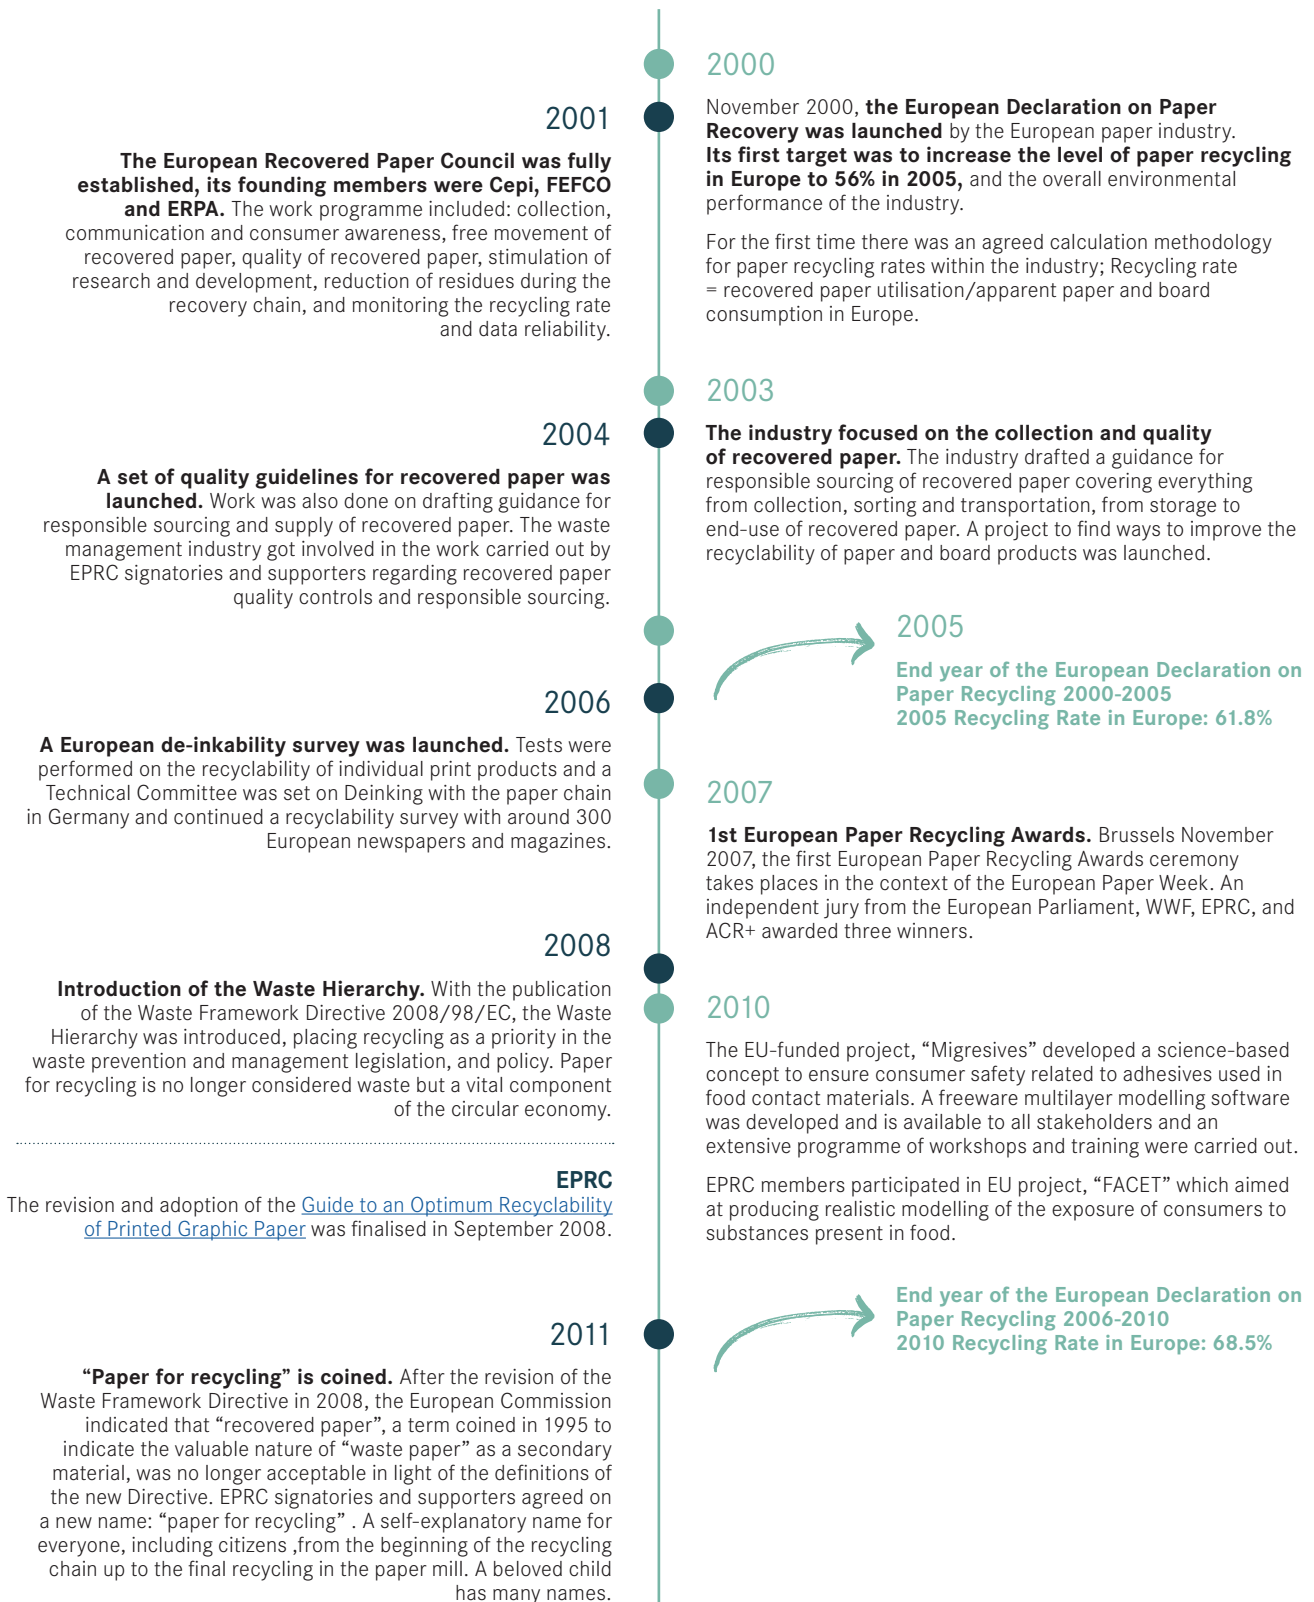 2000
November 2000, the European Declaration on Paper
Recovery was launched by the European paper industry.
Its first target was to increase the level of paper recycling
in Europe to 56% in 2005, and the overall environmental
performance of the industry.
For the first time there was an agreed calculation methodology
for paper recycling rates within the industry; Recycling rate
= recovered paper utilisation/apparent paper and board
consumption in Europe.
2001
The European Recovered Paper Council was fully
established, its founding members were Cepi, FEFCO
and ERPA. The work programme included: collection,
communication and consumer awareness, free movement of
recovered paper, quality of recovered paper, stimulation of
research and development, reduction of residues during the
recovery chain, and monitoring the recycling rate
and data reliability.
2003
The industry focused on the collection and quality
of recovered paper. The industry drafted a guidance for
responsible sourcing of recovered paper covering everything
from collection, sorting and transportation, from storage to
end-use of recovered paper. A project to find ways to improve the
recyclability of paper and board products was launched.
2004
A set of quality guidelines for recovered paper was
launched. Work was also done on drafting guidance for
responsible sourcing and supply of recovered paper. The waste
management industry got involved in the work carried out by
EPRC signatories and supporters regarding recovered paper
quality controls and responsible sourcing.
2005
End year of the European Declaration on
Paper Recycling 2000-2005
2005 Recycling Rate in Europe: 61.8%
2006
A European de-inkability survey was launched. Tests were
performed on the recyclability of individual print products and a
Technical Committee was set on Deinking with the paper chain
in Germany and continued a recyclability survey with around 300
European newspapers and magazines.
2007
1st European Paper Recycling Awards. Brussels November
2007, the first European Paper Recycling Awards ceremony
takes places in the context of the European Paper Week. An
independent jury from the European Parliament, WWF, EPRC, and
ACR+ awarded three winners.
2008
Introduction of the Waste Hierarchy. With the publication
of the Waste Framework Directive 2008/98/EC, the Waste
Hierarchy was introduced, placing recycling as a priority in the
waste prevention and management legislation, and policy. Paper
for recycling is no longer considered waste but a vital component
of the circular economy.
EPRC
The revision and adoption of the Guide to an Optimum Recyclability
of Printed Graphic Paper was finalised in September 2008.
2010
The EU-funded project, “Migresives” developed a science-based
concept to ensure consumer safety related to adhesives used in
food contact materials. A freeware multilayer modelling software
was developed and is available to all stakeholders and an
extensive programme of workshops and training were carried out.
EPRC members participated in EU project, “FACET” which aimed
at producing realistic modelling of the exposure of consumers to
substances present in food.
End year of the European Declaration on
Paper Recycling 2006-2010
2010 Recycling Rate in Europe: 68.5%
2011
“Paper for recycling” is coined. After the revision of the
Waste Framework Directive in 2008, the European Commission
indicated that “recovered paper”, a term coined in 1995 to
indicate the valuable nature of “waste paper” as a secondary
material, was no longer acceptable in light of the definitions of
the new Directive. EPRC signatories and supporters agreed on
a new name: “paper for recycling” . A self-explanatory name for
everyone, including citizens ,from the beginning of the recycling
chain up to the final recycling in the paper mill. A beloved child
has many names.